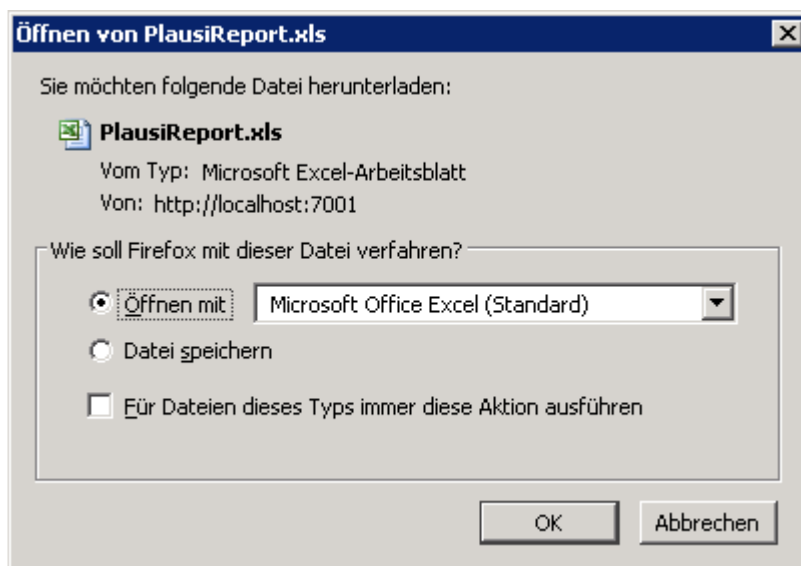 Öffnen von PlausiReport.xls
Sie möchten folgende Datei herunterladen:
PlausiReport.xls
Vom Typ: Microsoft Excel-Arbeitsblatt
Von: http://localhost:7001
Wie soll Firefox mit dieser Datei verfahren?
Öffnen mit Microsoft Office Excel (Standard)
Datei speichern
Für Dateien dieses Typs immer diese Aktion ausführen
OK Abbrechen